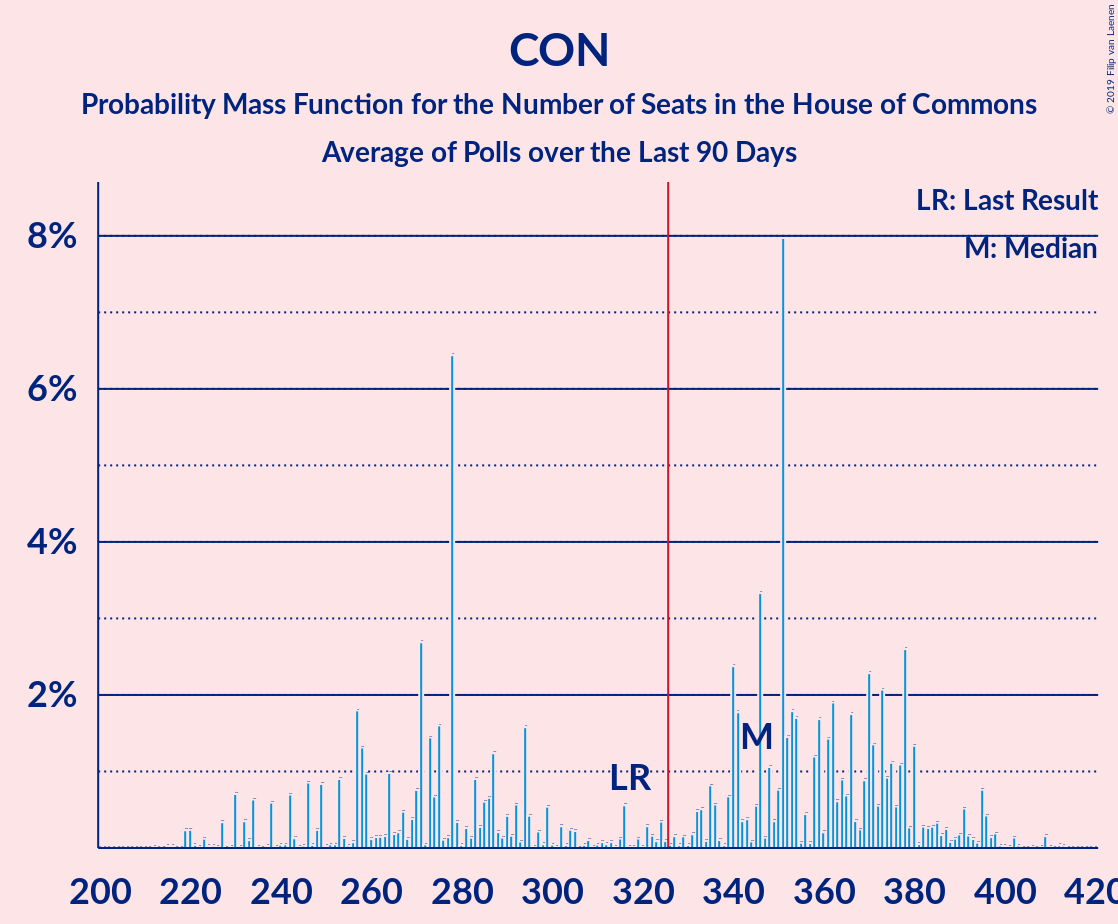 © 2019 Filip van Laenen
CON
Probability Mass Function for the Number of Seats in the House of Commons
Average of Polls over the Last 90 Days
LR: Last Result
M: Median
8%
6%
4%
2%
M
LR
200 220 240 260 280 300 320 340 360 380 400 420